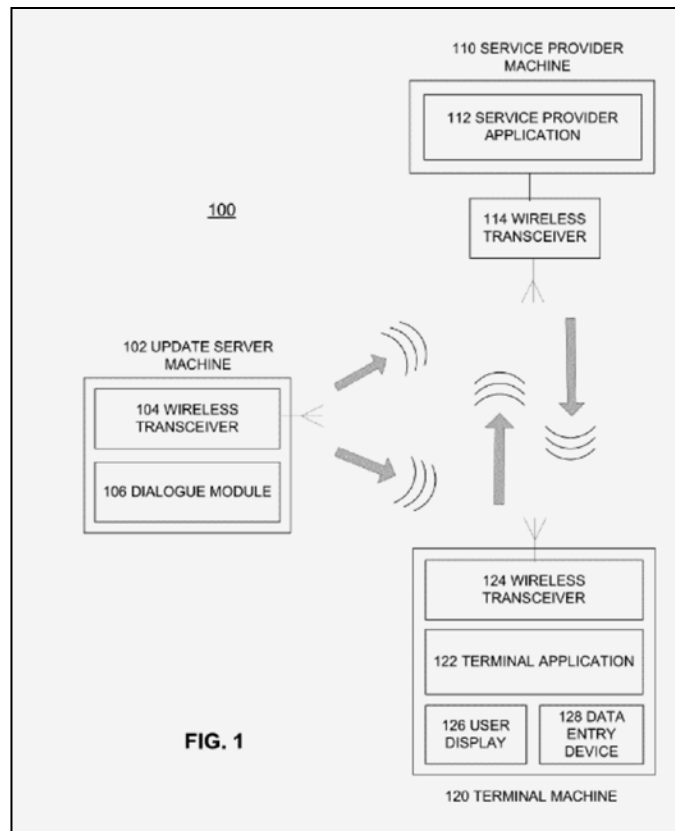 110 SERVICE PROVIDER
MACHINE
112 SERVICE PROVIDER
APPLICATION
100
114 WIRELESS
TRANSCEIVER
102 UPDATE SERVER
MACHINE
104 WIRELESS
TRANSCEIVER
106 DIALOGUE MODULE
124 WIRELESS
TRANSCEIVER
122 TERMINAL APPLICATION
126 USER
DISPLAY
128 DATA
ENTRY
DEVICE
FIG. 1
120 TERMINAL MACHINE